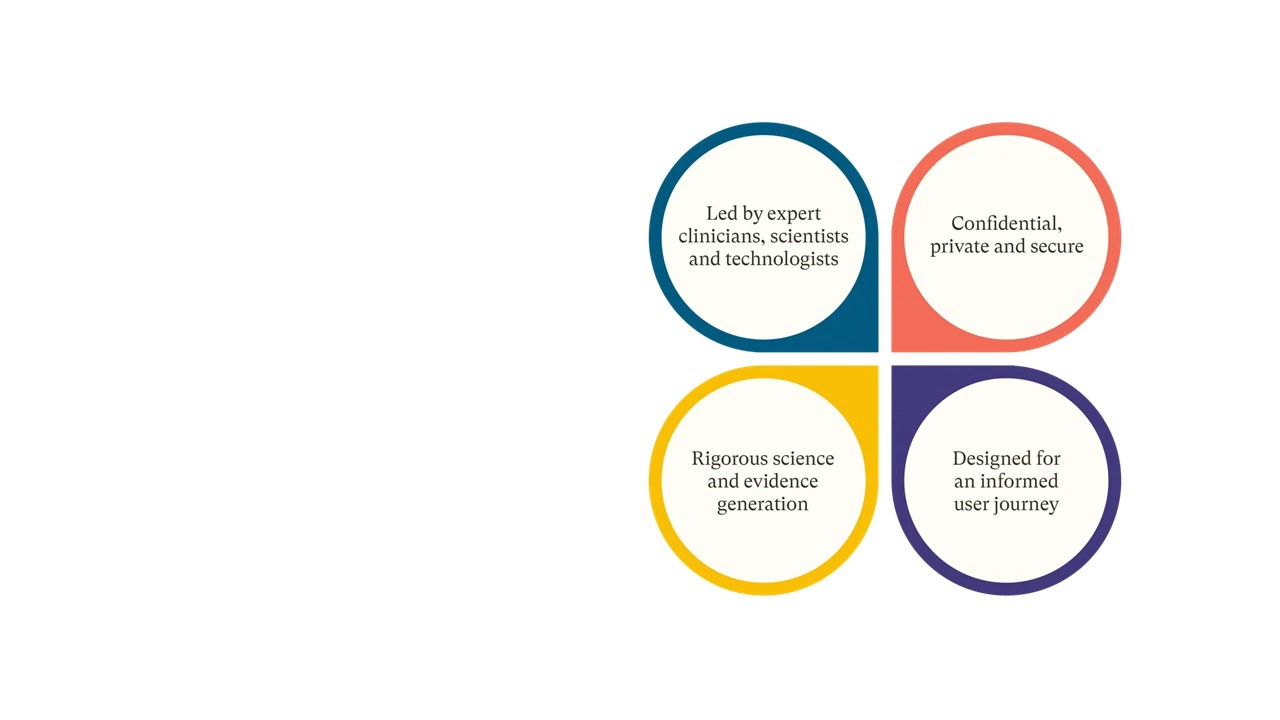 Led by expert
clinicians, scientists
and technologists
Confidential,
private and secure
Rigorous science
and evidence
generation
Designed for
an informed
user journey